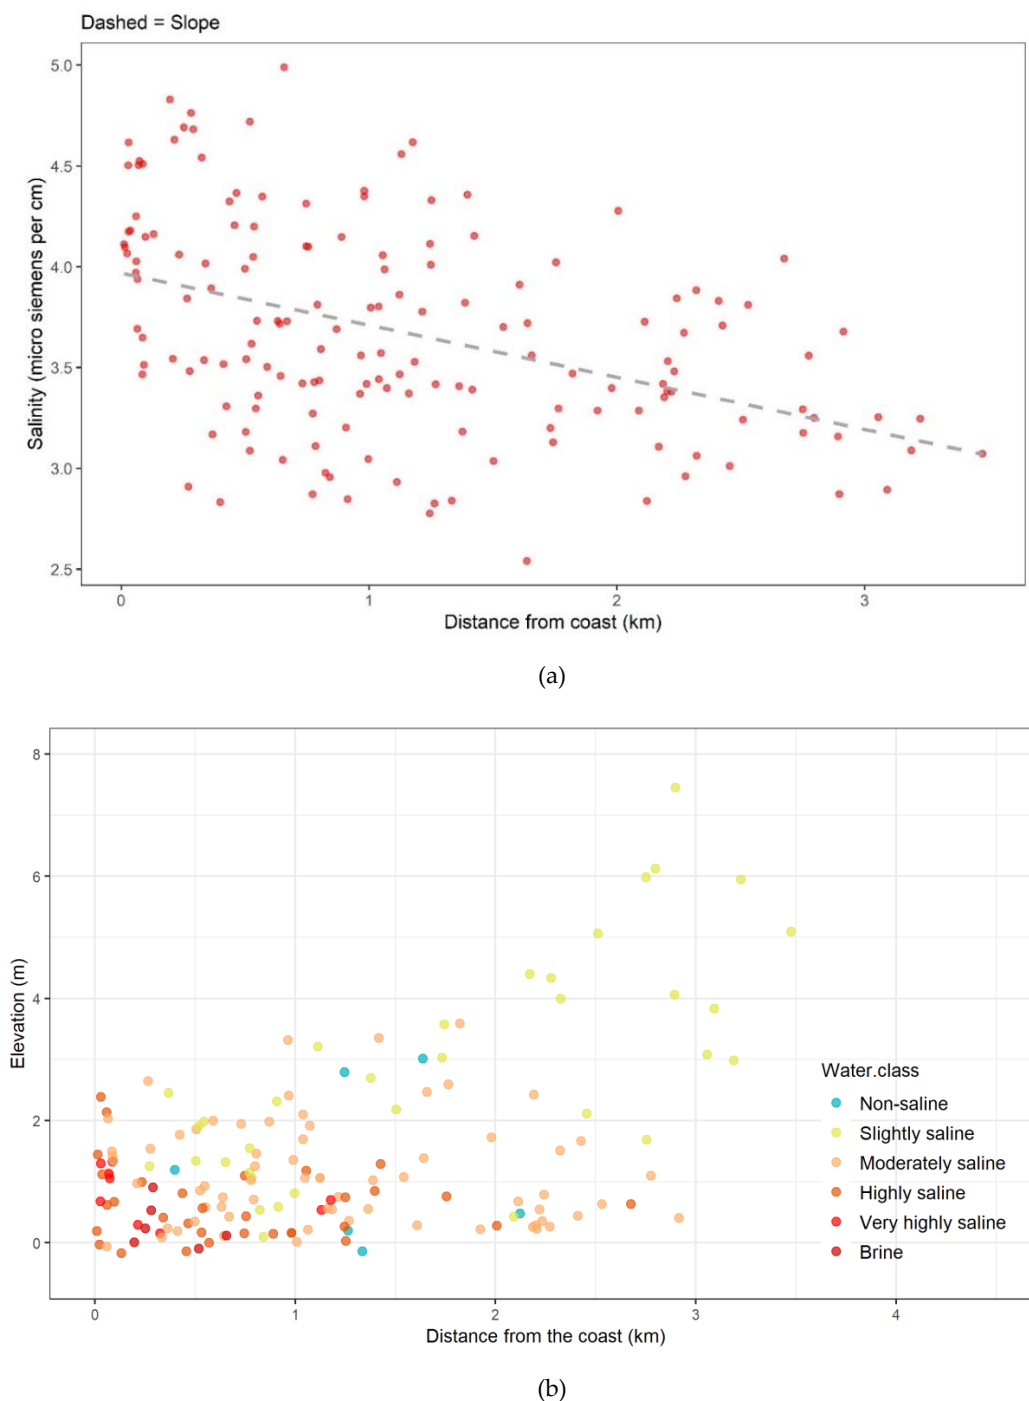 Dashed = Slope
5.0
4.5
4.0
3.5
3.0
2.5
Salinity (micro siemens per cm)
0 1 2 3
Distance from coast (km)
(a)
8
6
4
2
0
Elevation (m)
Water.class
Non-saline
Slightly saline
Moderately saline
Highly saline
Very highly saline
Brine
0 1 2 3 4
Distance from the coast (km)
(b)